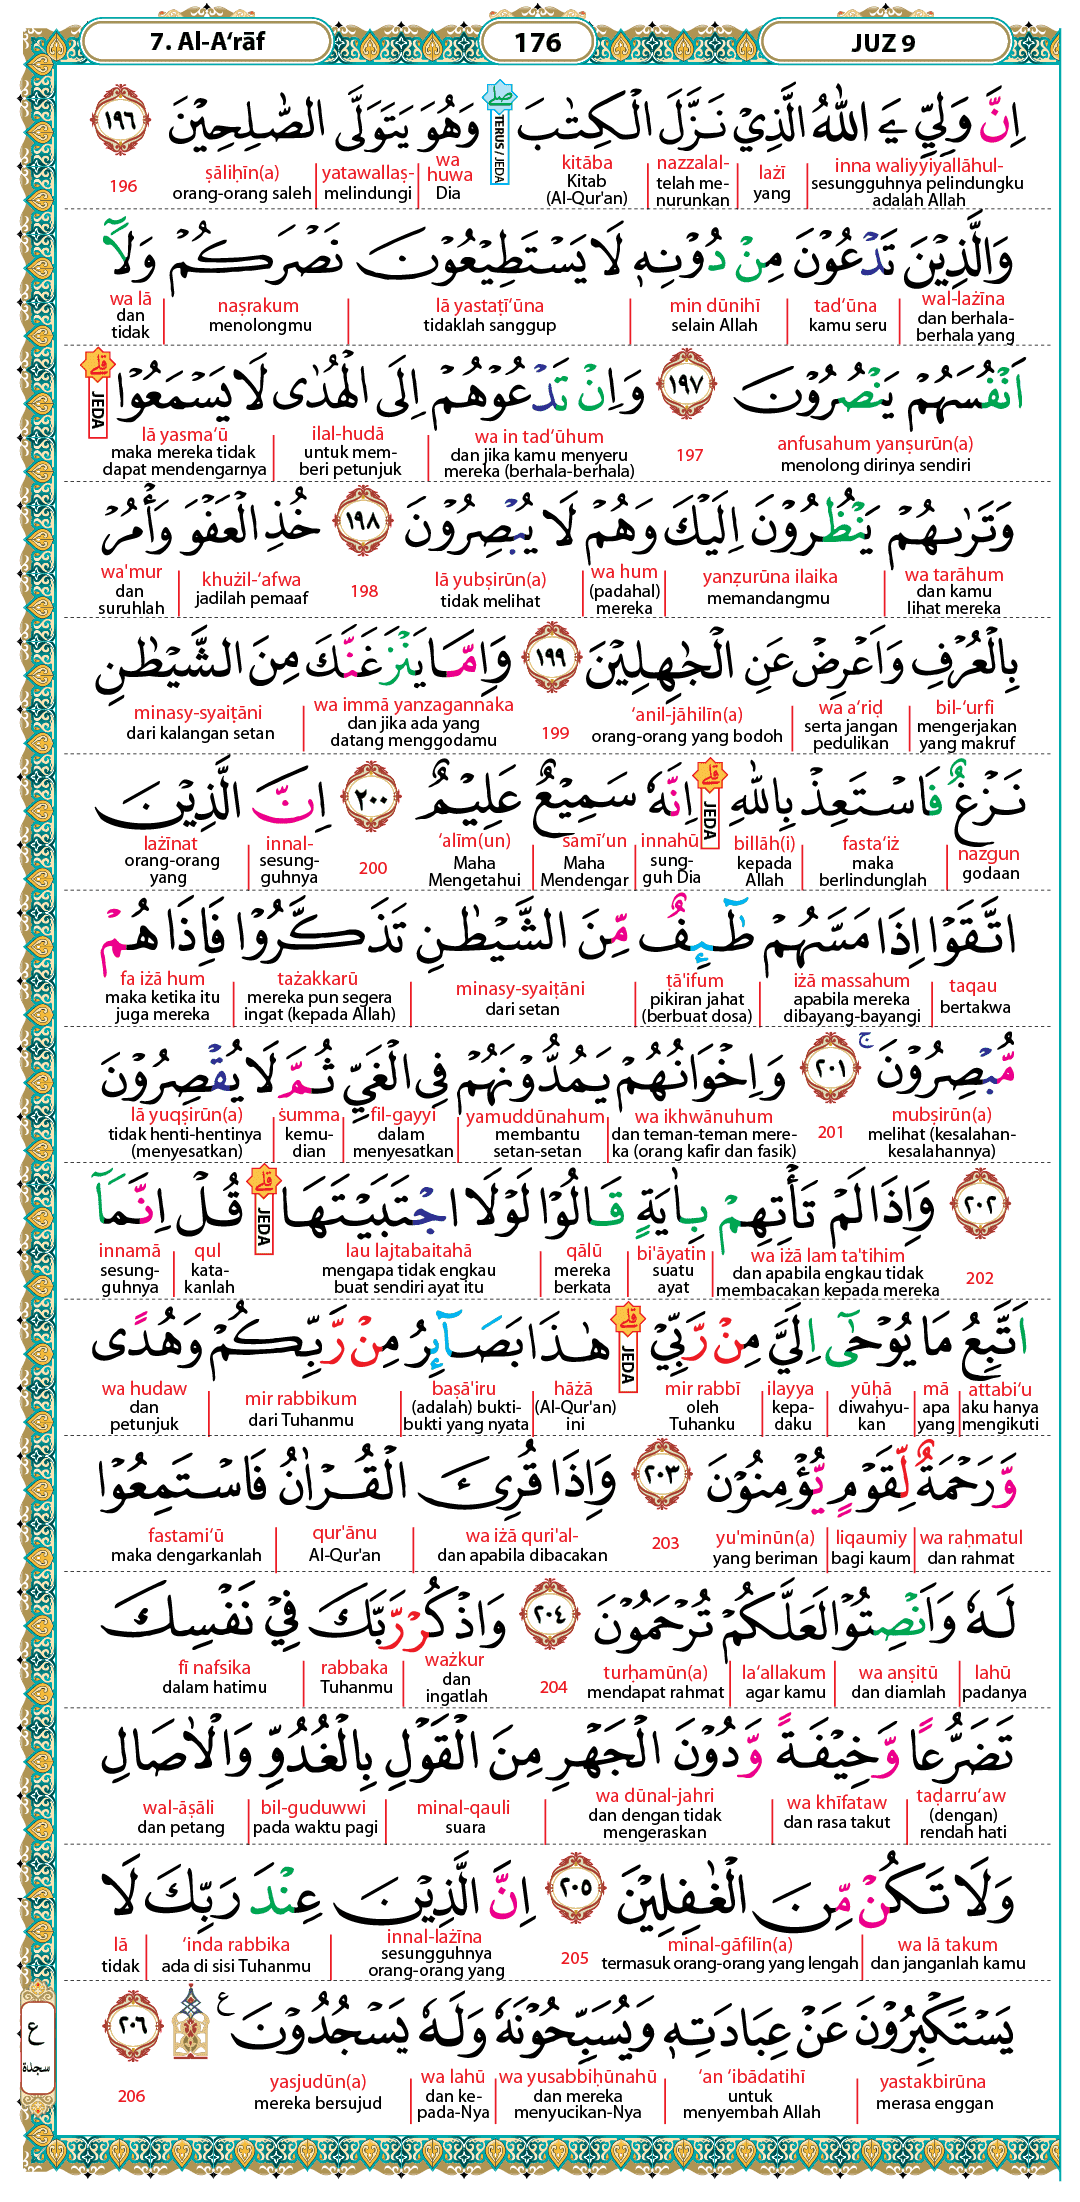 7. Al-A‘rāf
176
JUZ 9
اِنَّ وَلِيِّ يَ اللّٰهُ الَّذِيْ نَزَّلَ الْكِتٰبَ ۖ وَهُوَ يَتَوَلَّى الصّٰلِحِيْنَ ١٩٦
TERUS / JEDA
inna waliyyiyallāhul-
sesungguhnya pelindungku
adalah Allah
lażī
yang
nazzalal-
telah me-
nurunkan
kitāba
Kitab
(Al-Qur'an)
wa
huwa
Dia
yatawallaṣ-
melindungi
ṣāliḥīn(a)
orang-orang saleh
196
وَالَّذِيْنَ تَدْعُوْنَ مِنْ دُوْنِهٖ لَا يَسْتَطِيْعُوْنَ نَصْرَكُمْ وَلَآ
wal-lażīna
dan berhala-
berhala yang
tad‘ūna
kamu seru
min dūnihī
selain Allah
lā yastaṭī‘ūna
tidaklah sanggup
naṣrakum
menolongmu
wa lā
dan
tidak
اَنْفُسَهُمْ يَنْصُرُوْنَ ١٩٧ وَاِنْ تَدْعُوْهُمْ اِلَى الْهُدٰى لَا يَسْمَعُوْا ۗ
JEDA
anfusahum yanṣurūn(a)
menolong dirinya sendiri
197
wa in tad‘ūhum
dan jika kamu menyeru
mereka (berhala-berhala)
ilal-hudā
untuk mem-
beri petunjuk
lā yasma‘ū
maka mereka tidak
dapat mendengarnya
وَتَرٰىهُمْ يَنْظُرُوْنَ اِلَيْكَ وَهُمْ لَا يُبْصِرُوْنَ ١٩٨ خُذِ الْعَفْوَ وَأْمُرْ
wa tarāhum
dan kamu
lihat mereka
yanẓurūna ilaika
memandangmu
wa hum
(padahal)
mereka
lā yubṣirūn(a)
tidak melihat
198
khużil-‘afwa
jadilah pemaaf
wa'mur
dan
suruhlah
بِالْعُرْفِ وَاَعْرِضْ عَنِ الْجٰهِلِيْنَ ١٩٩ وَاِمَّا يَنْزَغَنَّكَ مِنَ الشَّيْطٰنِ
bil-‘urfi
mengerjakan
yang makruf
wa a‘riḍ
serta jangan
pedulikan
‘anil-jāhilīn(a)
orang-orang yang bodoh
199
wa immā yanzagannaka
dan jika ada yang
datang menggodamu
minasy-syaiṭāni
dari kalangan setan
نَزْغٌ فَاسْتَعِذْ بِاللّٰهِ ۗ اِنَّهٗ سَمِيْعٌ عَلِيْمٌ ٢٠٠ اِنَّ الَّذِيْنَ
JEDA
nazgun
godaan
fasta‘iż
maka
berlindunglah
billāh(i)
kepada
Allah
innahū
sung-
guh Dia
samī‘un
Maha
Mendengar
‘alīm(un)
Maha
Mengetahui
200
innal-
sesung-
guhnya
lażīnat
orang-orang
yang
اتَّقَوْا اِذَا مَسَّهُمْ طٰۤىِٕفٌ مِّنَ الشَّيْطٰنِ تَذَكَّرُوْا فَاِذَا هُمْ
taqau
bertakwa
iżā massahum
apabila mereka
dibayang-bayangi
ṭā'ifum
pikiran jahat
(berbuat dosa)
minasy-syaiṭāni
dari setan
tażakkarū
mereka pun segera
ingat (kepada Allah)
fa iżā hum
maka ketika itu
juga mereka
مُّبْصِرُوْنَ ۚ ٢٠١ وَاِخْوَانُهُمْ يَمُدُّوْنَهُمْ فِى الْغَيِّ ثُمَّ لَا يُقْصِرُوْنَ
mubṣirūn(a)
melihat (kesalahan-
kesalahannya)
201
wa ikhwānuhum
dan teman-teman mere-
ka (orang kafir dan fasik)
yamuddūnahum
membantu
setan-setan
fil-gayyi
dalam
menyesatkan
ṡumma
kemu-
dian
lā yuqṣirūn(a)
tidak henti-hentinya
(menyesatkan)
٢٠٢ وَاِذَا لَمْ تَأْتِهِمْ بِاٰيَةٍ قَالُوْا لَوْلَا اجْتَبَيْتَهَا ۗ قُلْ اِنَّمَآ
JEDA
202
wa iżā lam ta'tihim
dan apabila engkau tidak
membacakan kepada mereka
bi'āyatin
suatu
ayat
qālū
mereka
berkata
lau lajtabaitahā
mengapa tidak engkau
buat sendiri ayat itu
qul
kata-
kanlah
innamā
sesung-
guhnya
اَتَّبِعُ مَا يُوْحٰٓى اِلَيَّ مِنْ رَّبِّيْ ۗ هٰذَا بَصَاۤىِٕرُ مِنْ رَّبِّكُمْ وَهُدًى
JEDA
attabi‘u
aku hanya
mengikuti
mā
apa
yang
yūḥā
diwahyu-
kan
ilayya
kepa-
daku
mir rabbī
oleh
Tuhanku
hāżā
(Al-Qur'an)
ini
baṣā'iru
(adalah) bukti-
bukti yang nyata
mir rabbikum
dari Tuhanmu
wa hudaw
dan
petunjuk
وَّرَحْمَةٌ لِّقَوْمٍ يُّؤْمِنُوْنَ ٢٠٣ وَاِذَا قُرِئَ الْقُرْاٰنُ فَاسْتَمِعُوْا
wa raḥmatul
dan rahmat
liqaumiy
bagi kaum
yu'minūn(a)
yang beriman
203
wa iżā quri'al-
dan apabila dibacakan
qur'ānu
Al-Qur'an
fastami‘ū
maka dengarkanlah
لَهٗ وَاَنْصِتُوْا لَعَلَّكُمْ تُرْحَمُوْنَ ٢٠٤ وَاذْكُرْ رَّبَّكَ فِيْ نَفْسِكَ
lahū
padanya
wa anṣitū
dan diamlah
la‘allakum
agar kamu
turḥamūn(a)
mendapat rahmat
204
ważkur
dan
ingatlah
rabbaka
Tuhanmu
fī nafsika
dalam hatimu
تَضَرُّعًا وَّخِيْفَةً وَّدُوْنَ الْجَهْرِ مِنَ الْقَوْلِ بِالْغُدُوِّ وَالْاٰصَالِ
taḍarru‘aw
(dengan)
rendah hati
wa khīfataw
dan rasa takut
wa dūnal-jahri
dan dengan tidak
mengeraskan
minal-qauli
suara
bil-guduwwi
pada waktu pagi
wal-āṣāli
dan petang
وَلَا تَكُنْ مِّنَ الْغٰفِلِيْنَ ٢٠٥ اِنَّ الَّذِيْنَ عِنْدَ رَبِّكَ لَا
wa lā takum
dan janganlah kamu
minal-gāfilīn(a)
termasuk orang-orang yang lengah
205
innal-lażīna
sesungguhnya
orang-orang yang
‘inda rabbika
ada di sisi Tuhanmu
lā
tidak
يَسْتَكْبِرُوْنَ عَنْ عِبَادَتِهٖ وَيُسَبِّحُوْنَهٗ وَلَهٗ يَسْجُدُوْنَ ࣖ ۩ ٢٠٦
yastakbirūna
merasa enggan
‘an ‘ibādatihī
untuk
menyembah Allah
wa yusabbiḥūnahū
dan mereka
menyucikan-Nya
wa lahū
dan ke-
pada-Nya
yasjudūn(a)
mereka bersujud
206
ع
سجدة